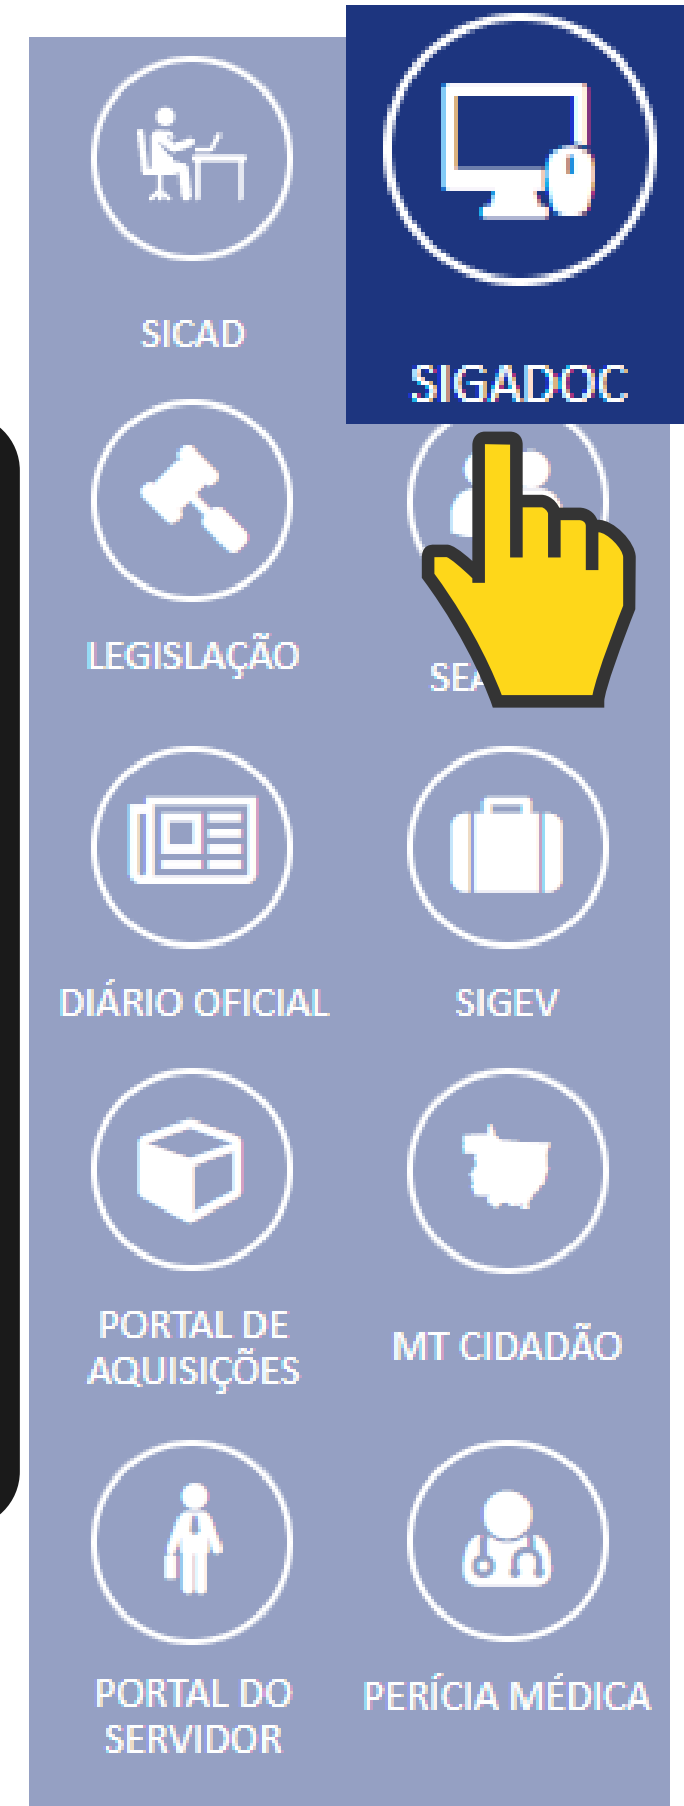 SICAD
SIGADOC
LEGISLAÇÃO
DIÁRIO OFICIAL
SIGEV
PORTAL DE
AQUISIÇÕES
MT CIDADÃO
PORTAL DO
SERVIDOR
PERÍCIA MÉDICA